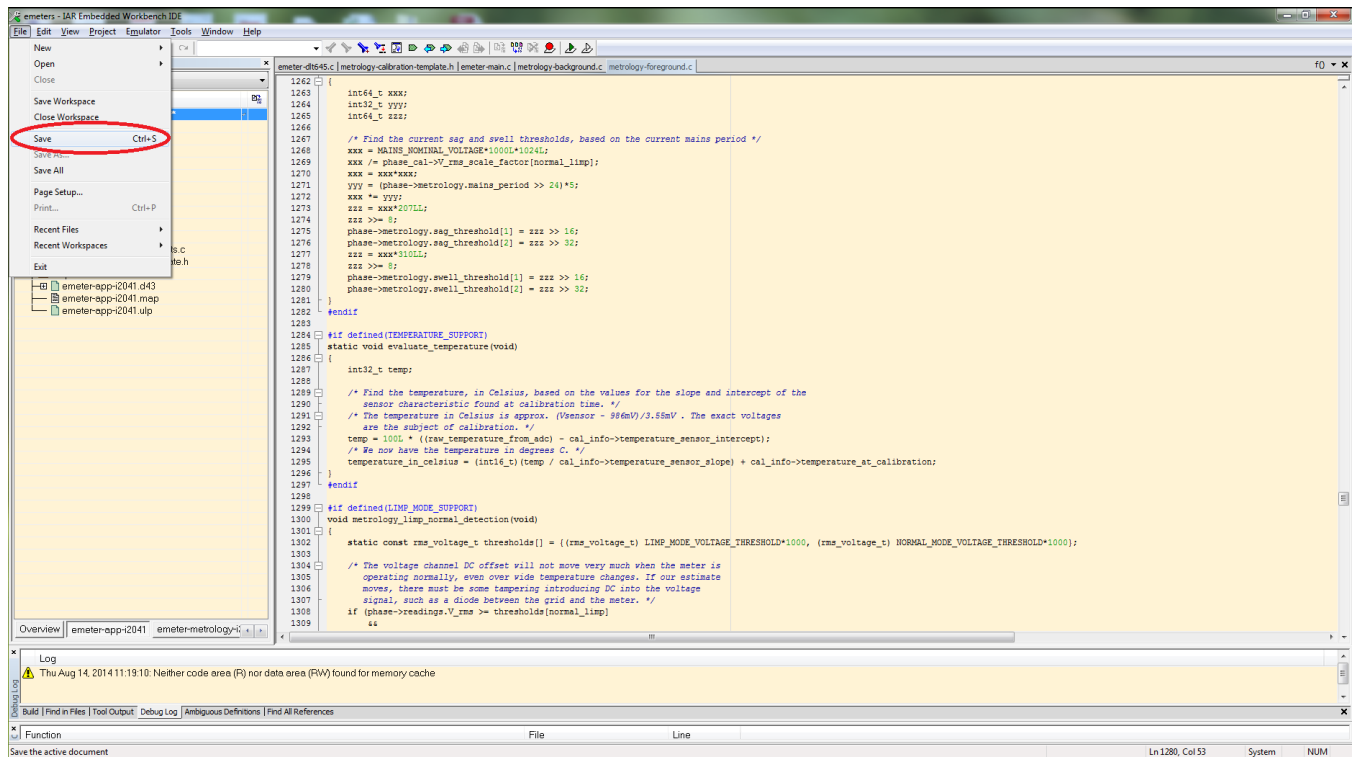 emeters - IAR Embedded Workbench IDE
File Edit View Project Emulator Tools Window Help
New
Open
Close
Save Workspace
Close Workspace
Save Ctrl+S
Save As...
Save All
Page Setup...
Print... Ctrl+P
Recent Files
Recent Workspaces
Exit
ts.c
ate.h
emeter-app-i2041.d43
emeter-app-i2041.map
emeter-app-i2041.ulp
Overview emeter-app-i2041 emeter-metrology-i2
emeter-dlt645.c | metrology-calibration-template.h | emeter-main.c | metrology-background.c metrology-foreground.c f()
1262 {
1263 int64_t xxx;
1264 int32_t yyy;
1265 int64_t zzz;
1266
1267 /* Find the current sag and swell thresholds, based on the current mains period */
1268 xxx = MAINS_NOMINAL_VOLTAGE*1000L*1024L;
1269 xxx /= phase_cal->V_rms_scale_factor[normal_limp];
1270 xxx = xxx*xxx;
1271 yyy = (phase->metrology.mains_period >> 24)*5;
1272 xxx *= yyy;
1273 zzz = xxx*207LL;
1274 zzz >>= 8;
1275 phase->metrology.sag_threshold[1] = zzz >> 16;
1276 phase->metrology.sag_threshold[2] = zzz >> 32;
1277 zzz = xxx*310LL;
1278 zzz >>= 8;
1279 phase->metrology.swell_threshold[1] = zzz >> 16;
1280 phase->metrology.swell_threshold[2] = zzz >> 32;
1281 }
1282 #endif
1283
1284 #if defined(TEMPERATURE_SUPPORT)
1285 static void evaluate_temperature(void)
1286 {
1287 int32_t temp;
1288
1289 /* Find the temperature, in Celsius, based on the values for the slope and intercept of the
1290 sensor characteristic found at calibration time. */
1291 /* The temperature in Celsius is approx. (Vsensor - 986mV)/3.55mV . The exact voltages
1292 are the subject of calibration. */
1293 temp = 100L * ((raw_temperature_from_adc) - cal_info->temperature_sensor_intercept);
1294 /* We now have the temperature in degrees C. */
1295 temperature_in_celsius = (int16_t)(temp / cal_info->temperature_sensor_slope) + cal_info->temperature_at_calibration;
1296 }
1297 #endif
1298
1299 #if defined(LIMP_MODE_SUPPORT)
1300 void metrology_limp_normal_detection(void)
1301 {
1302 static const rms_voltage_t thresholds[] = {(rms_voltage_t) LIMP_MODE_VOLTAGE_THRESHOLD*1000, (rms_voltage_t) NORMAL_MODE_VOLTAGE_THRESHOLD*1000};
1303
1304 /* The voltage channel DC offset will not move very much when the meter is
1305 operating normally, even over wide temperature changes. If our estimate
1306 moves, there must be some tampering introducing DC into the voltage
1307 signal, such as a diode between the grid and the meter. */
1308 if (phase->readings.V_rms >= thresholds[normal_limp]
1309 &&
Log
Thu Aug 14, 2014 11:19:10: Neither code area (R) nor data area (RW) found for memory cache
Debug Log
Build | Find in Files | Tool Output Debug Log Ambiguous Definitions | Find All References
Function File Line
Save the active document Ln 1280, Col 53 System NUM